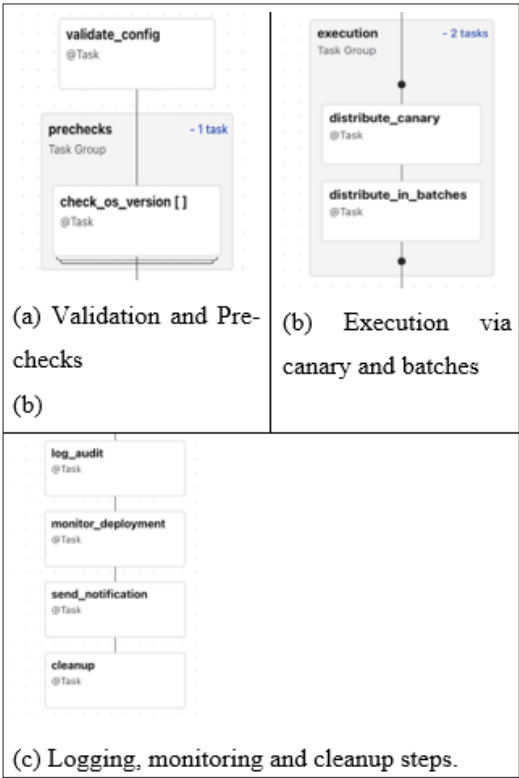 validate_config
@Task
prechecks - 1 task
Task Group
check_os_version [ ]
@Task
(a) Validation and Pre-
checks
(b)
execution - 2 tasks
Task Group
distribute_canary
@Task
distribute_in_batches
@Task
(b) Execution via
canary and batches
log_audit
@Task
monitor_deployment
@Task
send_notification
@Task
cleanup
@Task
(c) Logging, monitoring and cleanup steps.